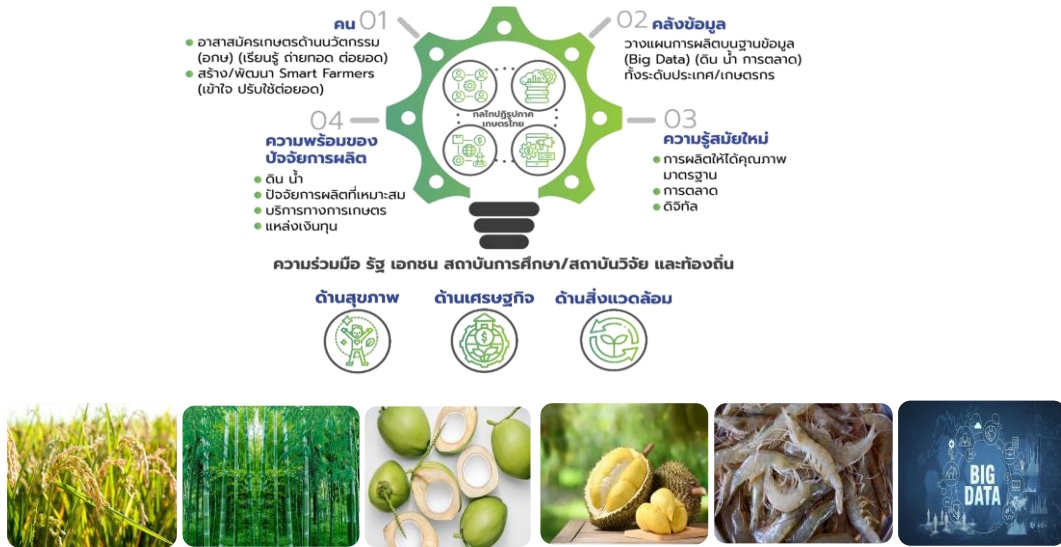 คน 01
อาสาสมัครเกษตรด้านนวัตกรรม
(อกษ) (เรียนรู้ ถ่ายทอด ต่อยอด)
สร้าง/พัฒนา Smart Farmers
(เข้าใจ ปรับใช้ต่อยอด)
02 คลังข้อมูล
วางแผนการผลิตบนฐานข้อมูล
(Big Data) (ดิน น้ำ การตลาด)
ทั้งระดับประเทศ/เกษตรกร
กลไกปฏิรูปภาค
เกษตรไทย
04
ความพร้อมของ
ปัจจัยการผลิต
ดิน น้ำ
ปัจจัยการผลิตที่เหมาะสม
บริการทางการเกษตร
แหล่งเงินทุน
03
ความรู้สมัยใหม่
การผลิตให้ได้คุณภาพ
มาตรฐาน
การตลาด
ดิจิทัล
ความร่วมมือ รัฐ เอกชน สถาบันการศึกษา/สถาบันวิจัย และท้องถิ่น
ด้านสุขภาพ
ด้านเศรษฐกิจ
ด้านสิ่งแวดล้อม
BIG
DATA